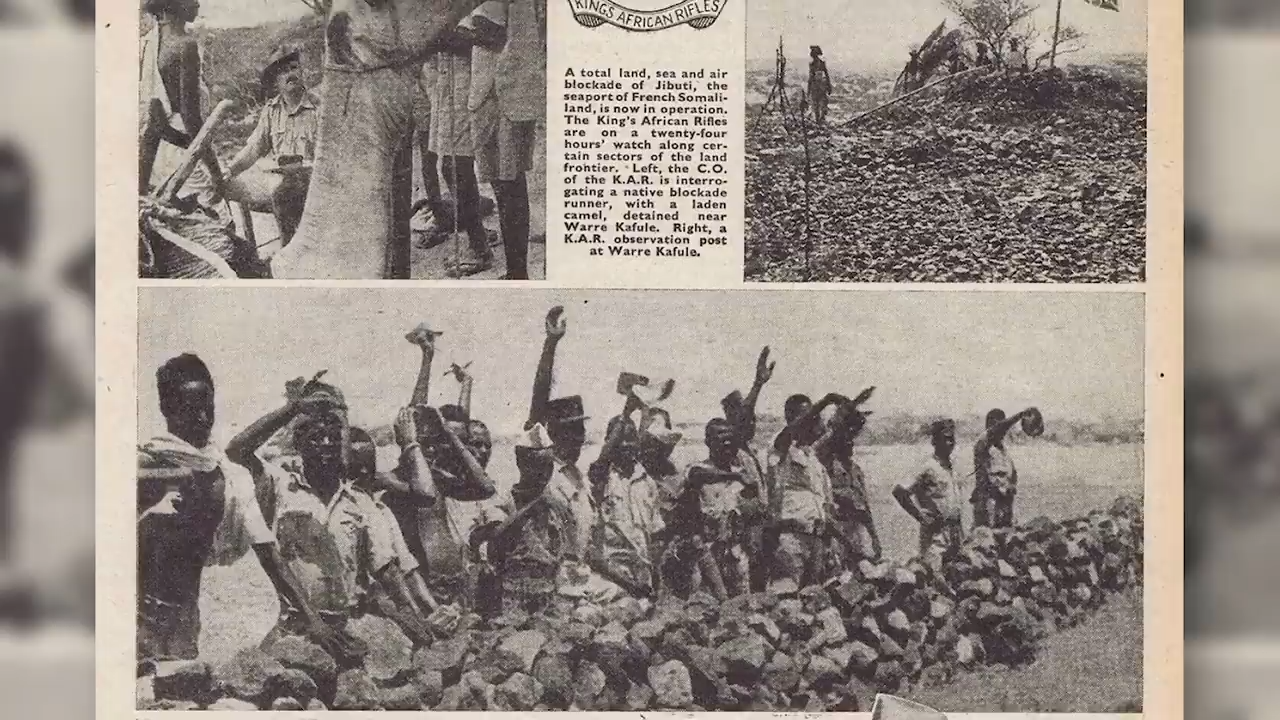 KINGS AFRICAN RIFLES
A total land, sea and air
blockade of Jibuti, the
seaport of French Somali-
land, is now in operation.
The King's African Rifles
are on a twenty-four
hours' watch along cer-
tain sectors of the land
frontier. Left, the C.O.
of the K.A.R. is interro-
gating a native blockade
runner, with a laden
camel, detained near
Warre Kafule. Right, a
K.A.R. observation post
at Warre Kafule.